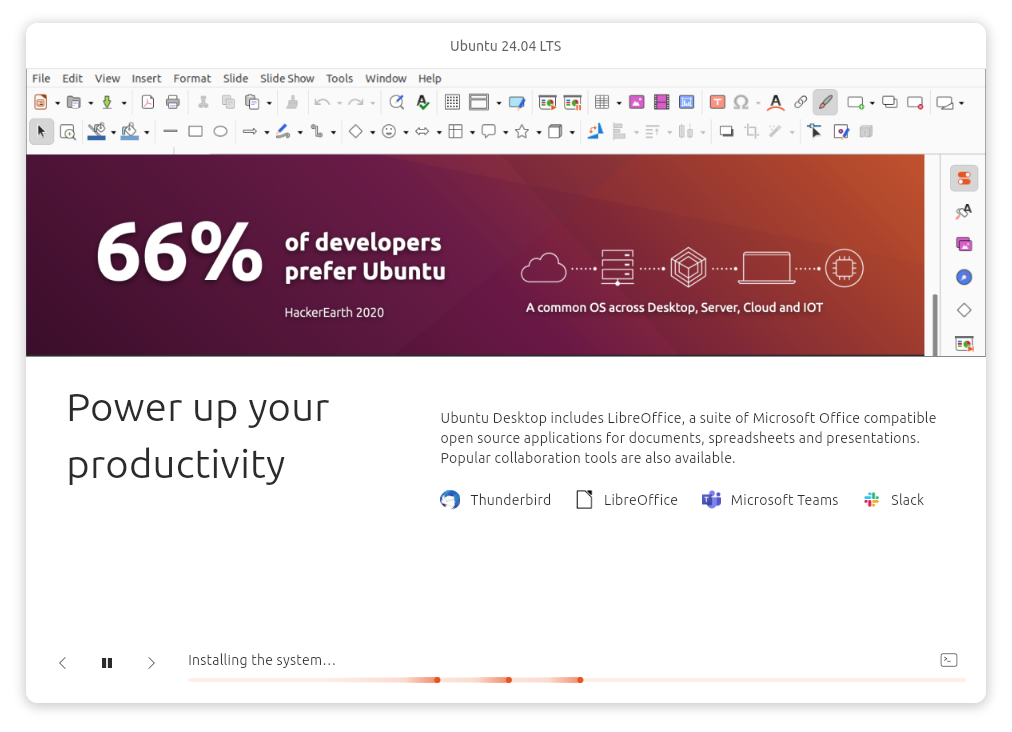 Ubuntu 24.04 LTS
File Edit View Insert Format Slide Slide Show Tools Window Help
66%
of developers
prefer Ubuntu
HackerEarth 2020
A common OS across Desktop, Server, Cloud and IOT
Power up your
productivity
Ubuntu Desktop includes LibreOffice, a suite of Microsoft Office compatible
open source applications for documents, spreadsheets and presentations.
Popular collaboration tools are also available.
Thunderbird LibreOffice Microsoft Teams Slack
Installing the system…